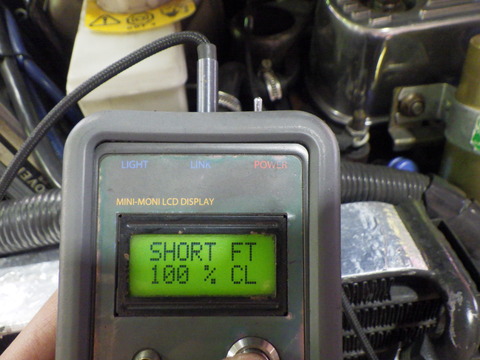 LIGHT LINK POWER
MINI-MONI LCD DISPLAY
SHORT FT
100 % CL